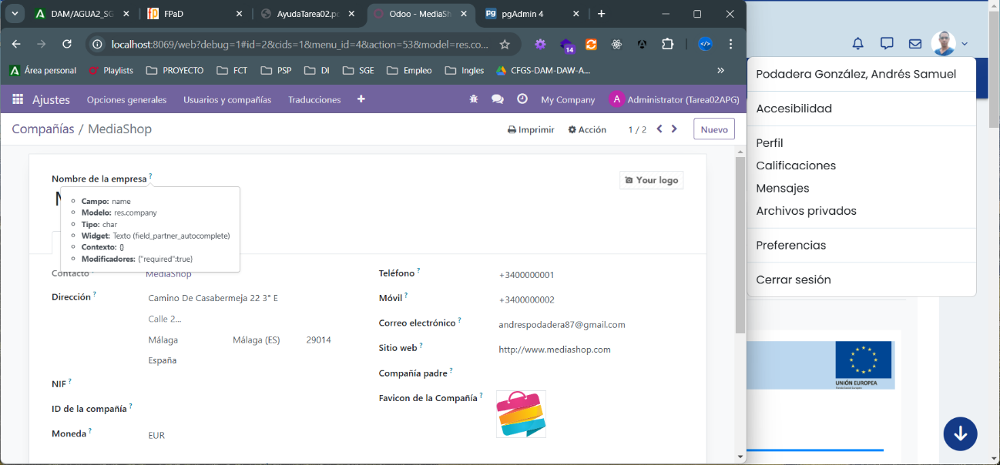 DAM/AGUA2_SG
FPaD
AyudaTarea02.pd
Odoo - MediaSh
Pg
pgAdmin 4
localhost:8069/web?debug=1#id=2&cids=1&menu_id=4&action=53&model=res.co...
14
Área personal
Playlists
PROYECTO
FCT
PSP
DI
SGE
Empleo
Ingles
CFGS-DAM-DAW-A...
»
Ajustes
Opciones generales
Usuarios y compañías
Traducciones
My Company
A
Administrator (Tarea02APG)
Compañías / MediaShop
Imprimir
Acción
1 / 2
Nuevo
Nombre de la empresa ?
Your logo
Campo: name
Modelo: res.company
Tipo: char
Widget: Texto (field_partner_autocomplete)
Contexto: {}
Modificadores: {"required":true}
Contacto
MediaShop
Dirección ?
Camino De Casabermeja 22 3° E
Calle 2...
Málaga
Málaga (ES)
29014
España
NIF ?
ID de la compañía ?
Moneda ?
EUR
Teléfono ?
+3400000001
Móvil ?
+3400000002
Correo electrónico ?
andrespodadera87@gmail.com
Sitio web ?
http://www.mediashop.com
Compañía padre ?
Favicon de la Compañía ?
Podadera González, Andrés Samuel
Accesibilidad
Perfil
Calificaciones
Mensajes
Archivos privados
Preferencias
Cerrar sesión
UNIÓN EUROPEA